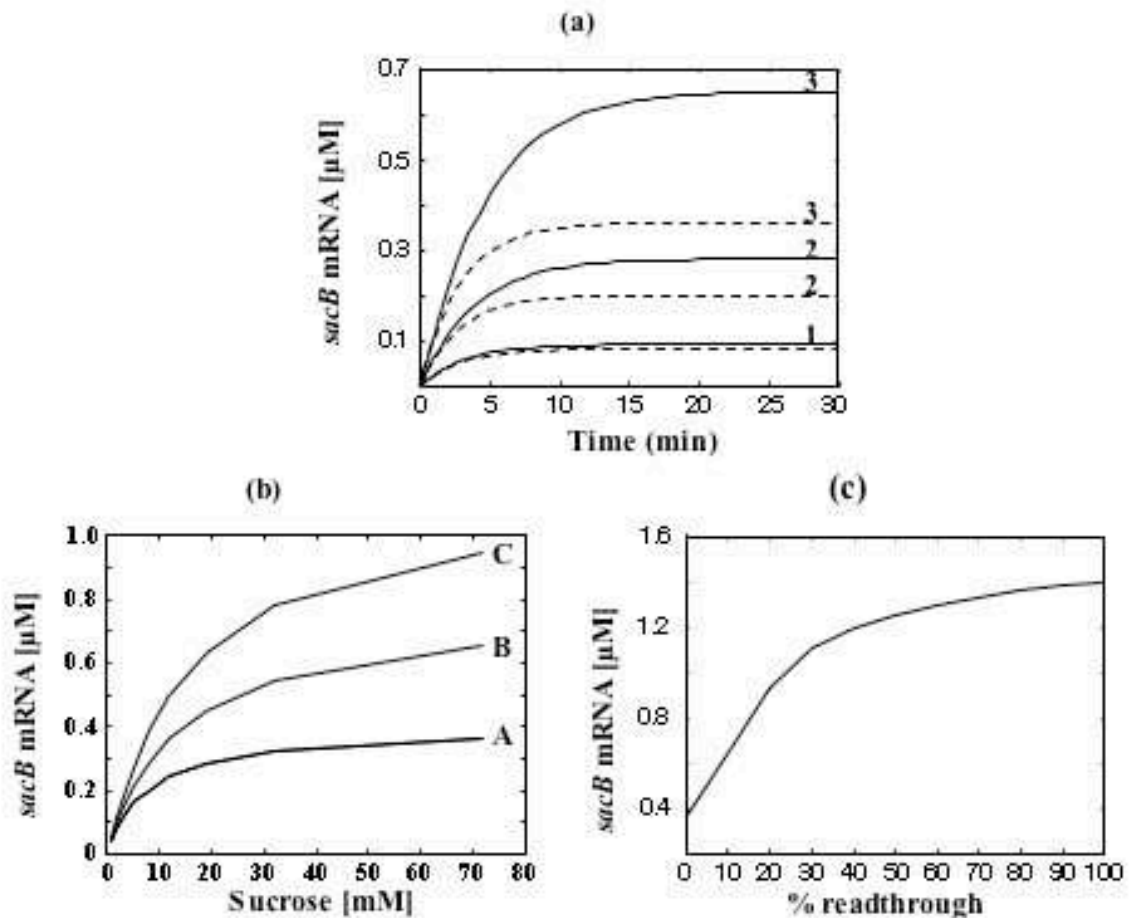 (a)
0.7
0.5
0.3
0.1
sacB mRNA [µM]
3
3
2
2
1
0 5 10 15 20 25 30
Time (min)
(b)
1.0
0.8
0.6
0.4
0.2
0
sacB mRNA [µM]
C
B
A
0 10 20 30 40 50 60 70 80
Sucrose [mM]
(c)
1.6
1.2
0.8
0.4
sacB mRNA [µM]
0 10 20 30 40 50 60 70 80 90 100
% readthrough